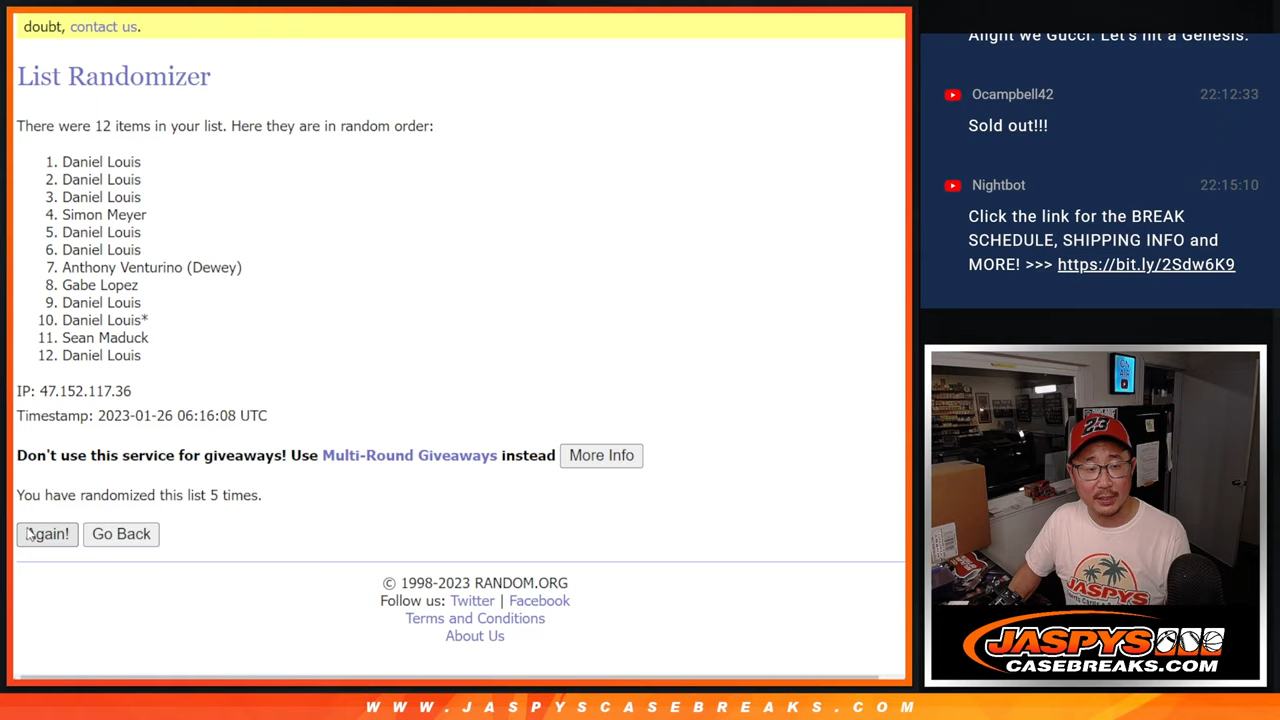 doubt, contact us.
List Randomizer
There were 12 items in your list. Here they are in random order:
1. Daniel Louis
2. Daniel Louis
3. Daniel Louis
4. Simon Meyer
5. Daniel Louis
6. Daniel Louis
7. Anthony Venturino (Dewey)
8. Gabe Lopez
9. Daniel Louis
10. Daniel Louis*
11. Sean Maduck
12. Daniel Louis
IP: 47.152.117.36
Timestamp: 2023-01-26 06:16:08 UTC
Don't use this service for giveaways! Use Multi-Round Giveaways instead More Info
You have randomized this list 5 times.
Again! Go Back
© 1998-2023 RANDOM.ORG
Follow us: Twitter | Facebook
Terms and Conditions
About Us
Alright we Gucci. Let's hit a Genesis.
Ocampbell42 22:12:33
Sold out!!!
Nightbot 22:15:10
Click the link for the BREAK
SCHEDULE, SHIPPING INFO and
MORE! >>> https://bit.ly/2Sdw6K9
ON AIR
23
JASPYS
JASPYS
CASEBREAKS.COM
WWW.JASPYSCASEBREAKS.COM